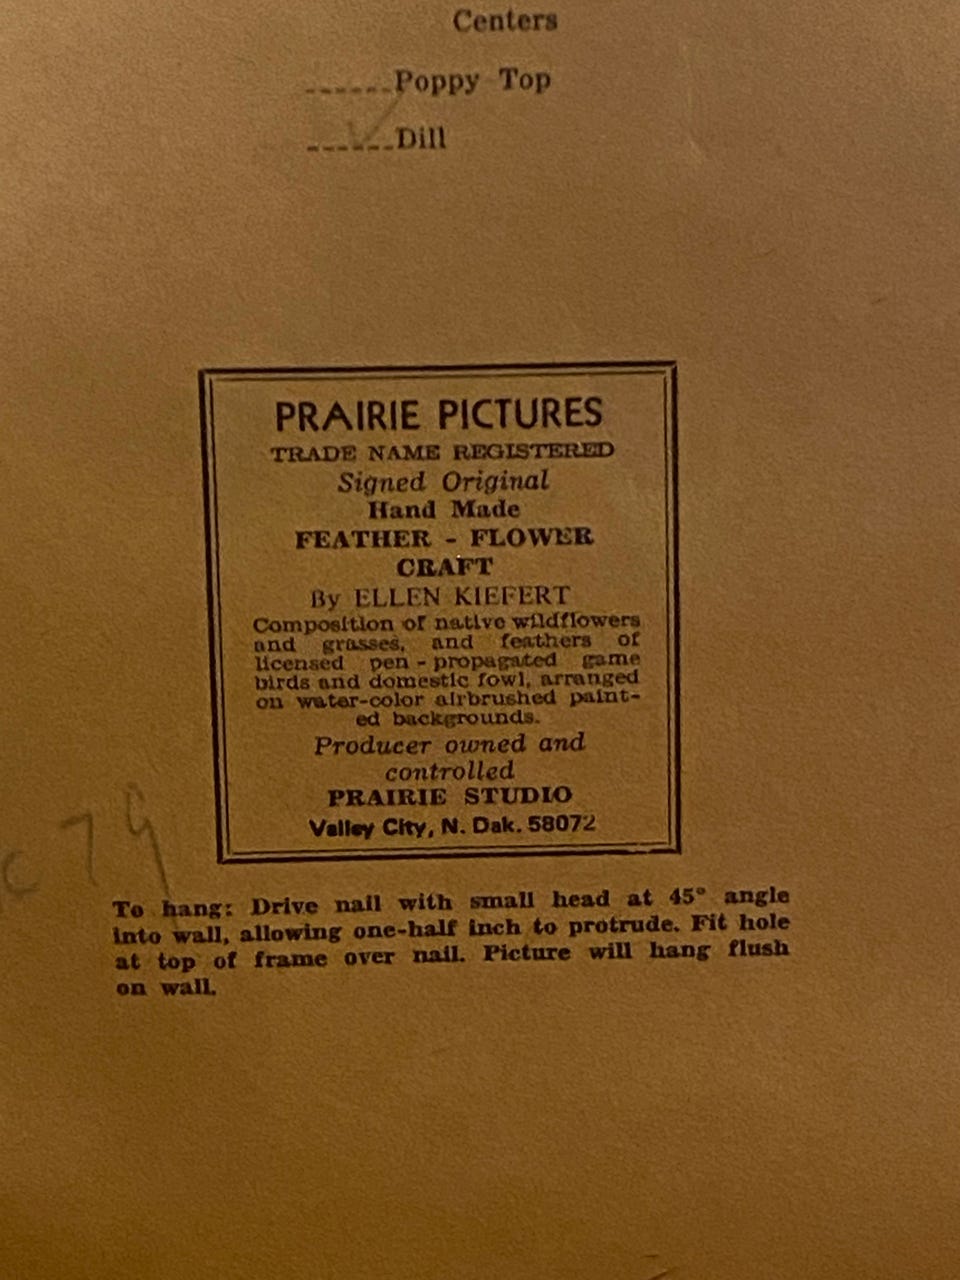 Centers
------Poppy Top
------Dill
PRAIRIE PICTURES
TRADE NAME REGISTERED
Signed Original
Hand Made
FEATHER - FLOWER
CRAFT
By ELLEN KIEFERT
Composition of native wildflowers
and grasses, and feathers of
licensed pen - propagated game
birds and domestic fowl, arranged
on water-color airbrushed paint-
ed backgrounds.
Producer owned and
controlled
PRAIRIE STUDIO
Valley City, N. Dak. 58072
c 79
To hang: Drive nail with small head at 45° angle
into wall, allowing one-half inch to protrude. Fit hole
at top of frame over nail. Picture will hang flush
on wall.